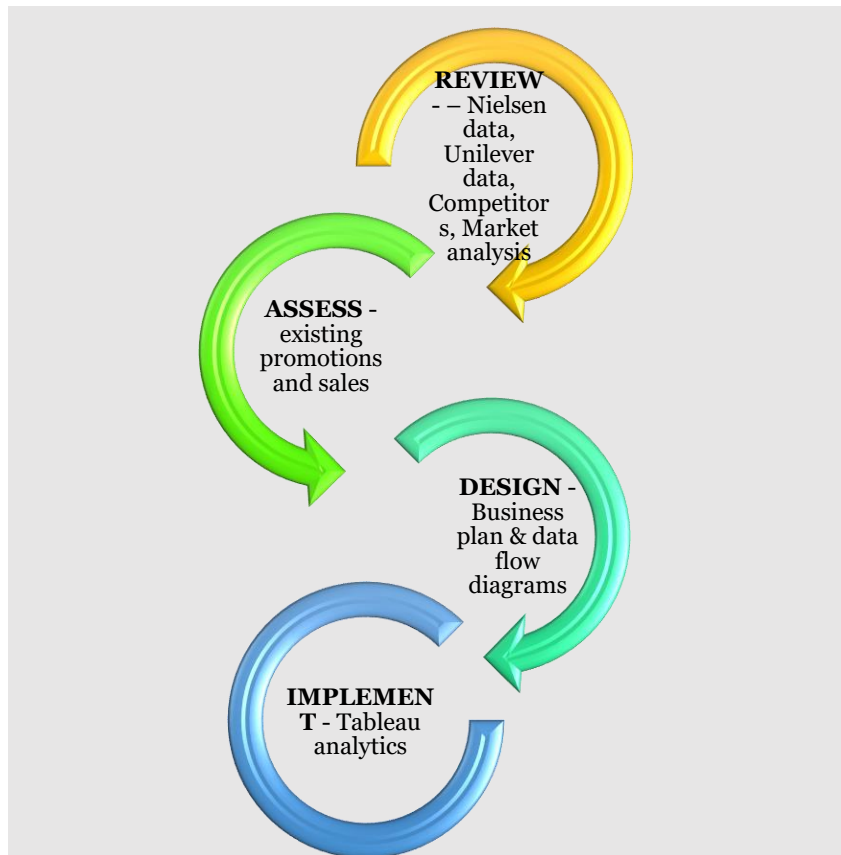 REVIEW
- – Nielsen
data,
Unilever
data,
Competitor
s, Market
analysis
ASSESS -
existing
promotions
and sales
DESIGN -
Business
plan & data
flow
diagrams
IMPLEMEN
T - Tableau
analytics